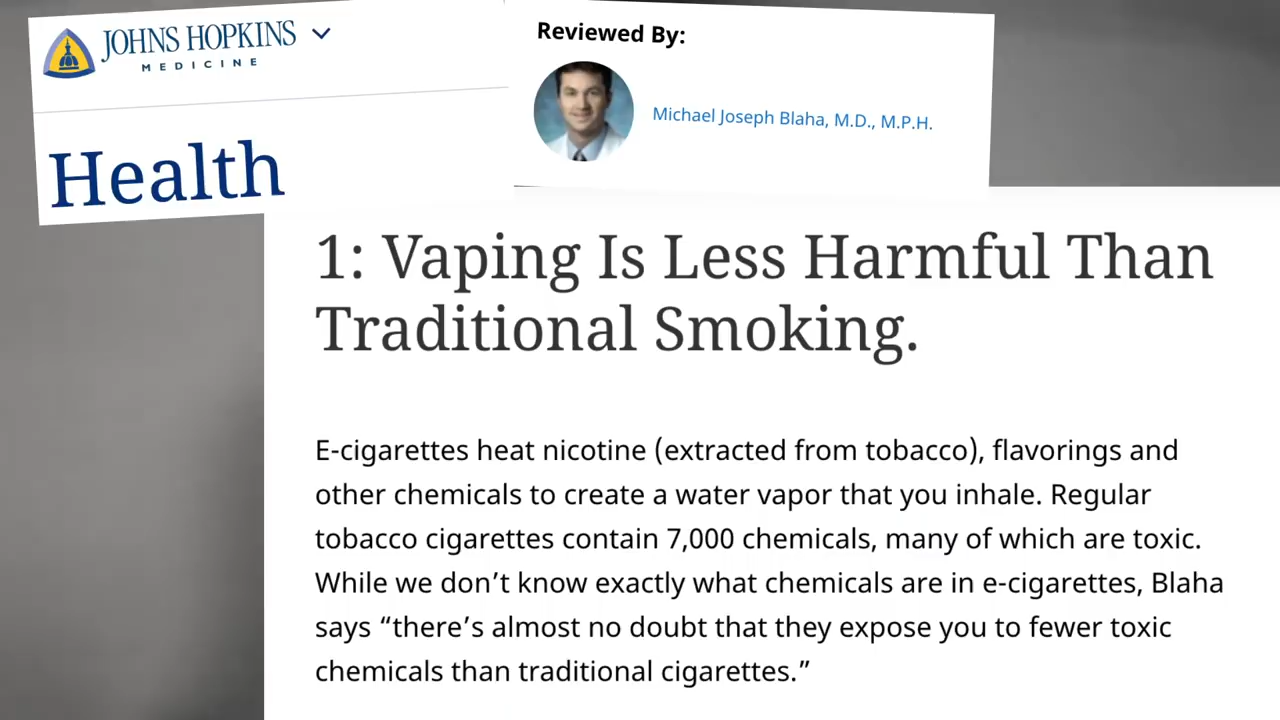 JOHNS HOPKINS
MEDICINE
Health
Reviewed By:
Michael Joseph Blaha, M.D., M.P.H.
1: Vaping Is Less Harmful Than
Traditional Smoking.
E-cigarettes heat nicotine (extracted from tobacco), flavorings and
other chemicals to create a water vapor that you inhale. Regular
tobacco cigarettes contain 7,000 chemicals, many of which are toxic.
While we don’t know exactly what chemicals are in e-cigarettes, Blaha
says “there’s almost no doubt that they expose you to fewer toxic
chemicals than traditional cigarettes.”